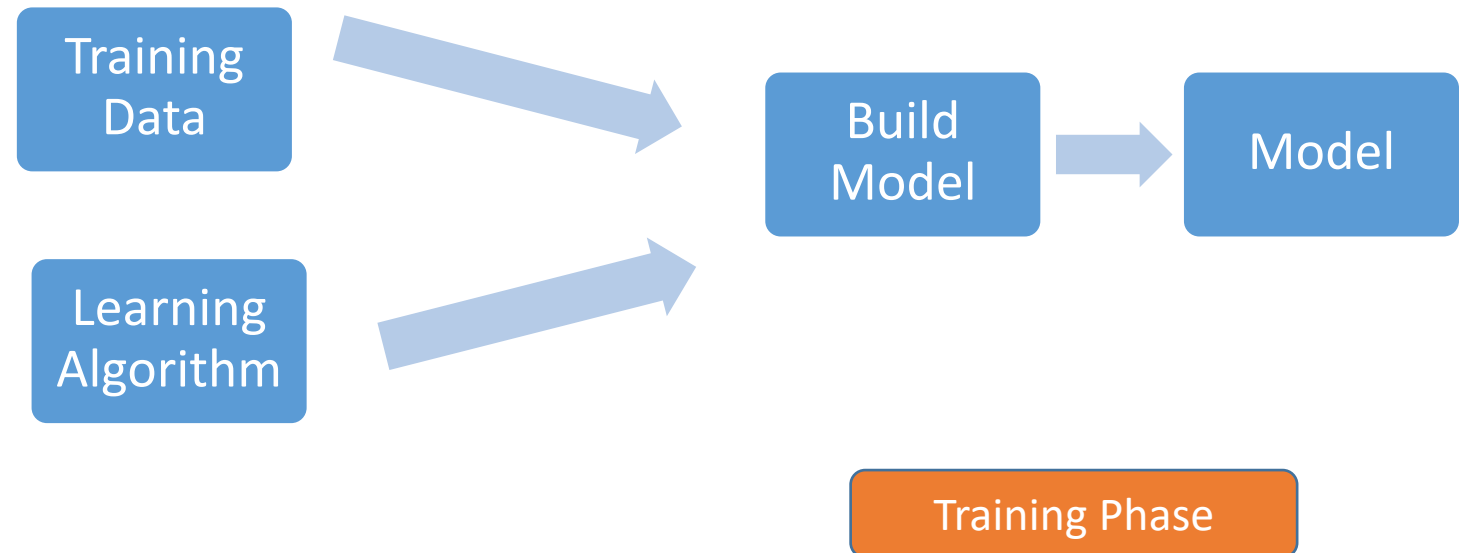 Training
Data
Build
Model
Model
Learning
Algorithm
Training Phase